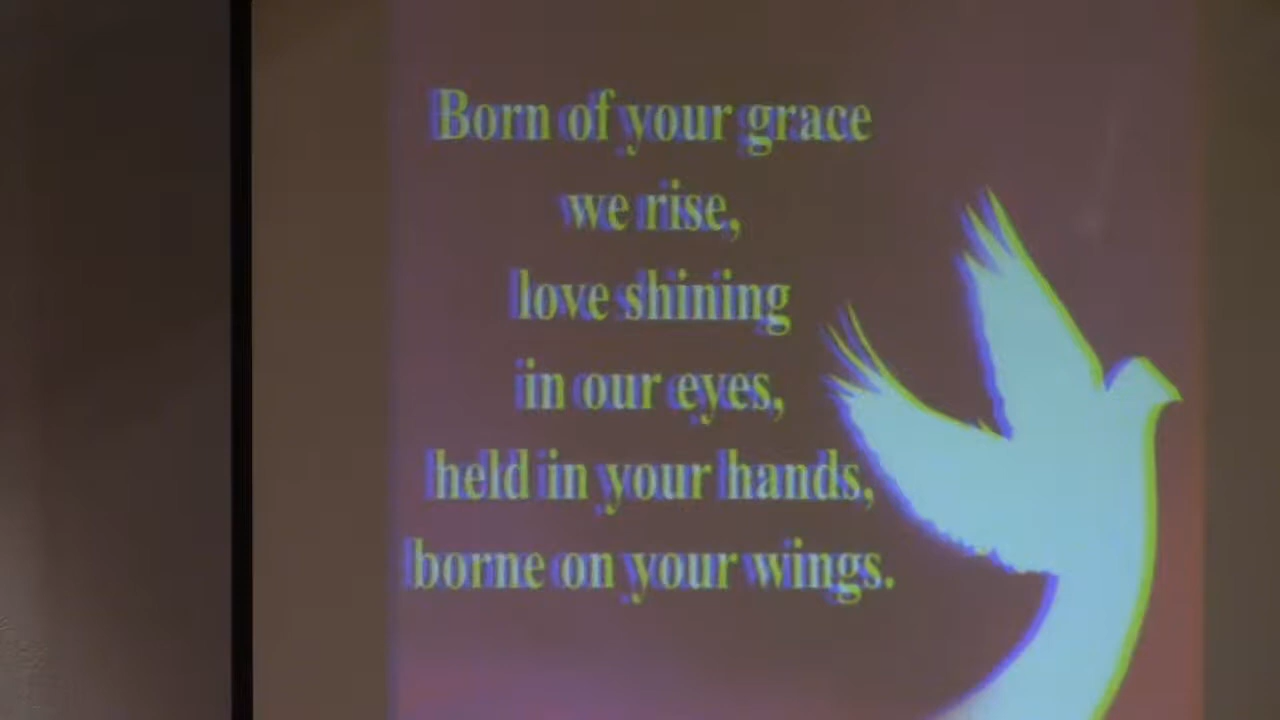 Born of your grace
we rise,
love shining
in our eyes,
held in your hands,
borne on your wings.